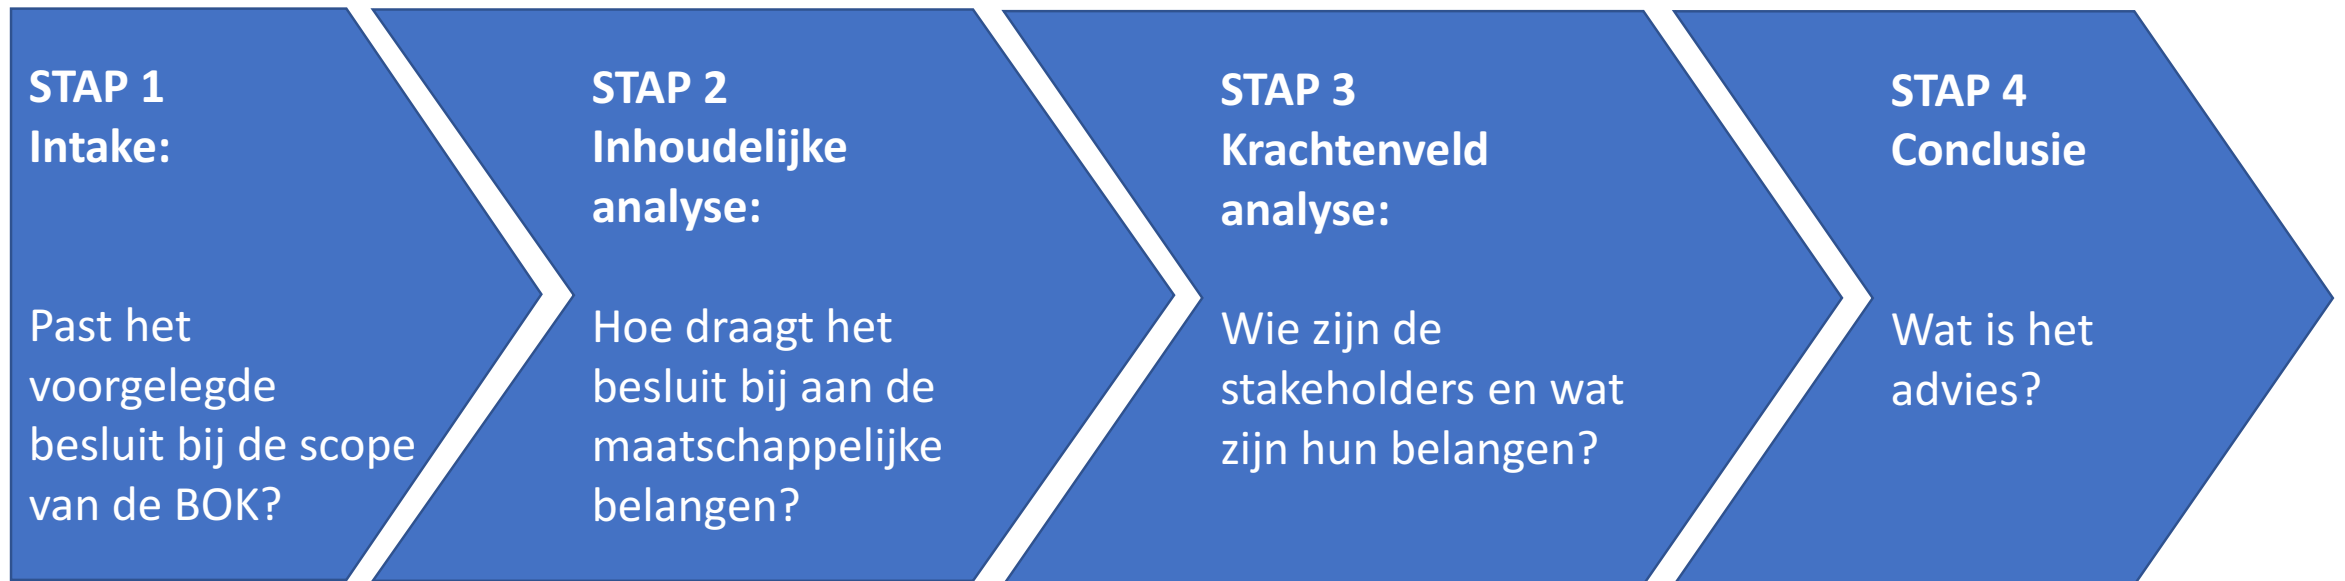 STAP 1
Intake:
Past het
voorgelegde
besluit bij de scope
van de BOK?
STAP 2
Inhoudelijke
analyse:
Hoe draagt het
besluit bij aan de
maatschappelijke
belangen?
STAP 3
Krachtenveld
analyse:
Wie zijn de
stakeholders en wat
zijn hun belangen?
STAP 4
Conclusie
Wat is het
advies?